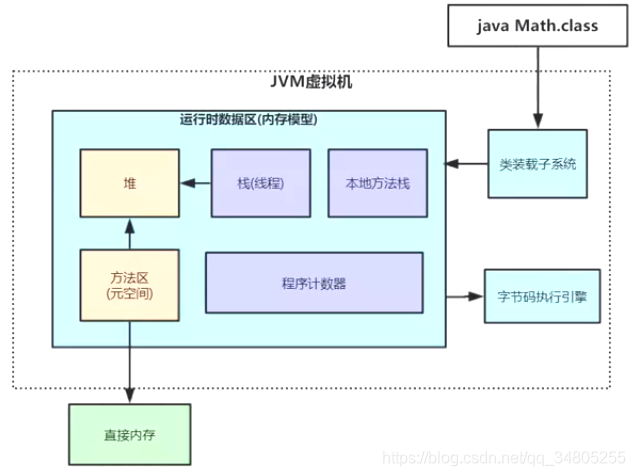 java Math.class
JVM虚拟机
运行时数据区(内存模型)
堆
栈(线程)
本地方法栈
类装载子系统
方法区
(元空间)
程序计数器
字节码执行引擎
直接内存
https://blog.csdn.net/qq_34805255